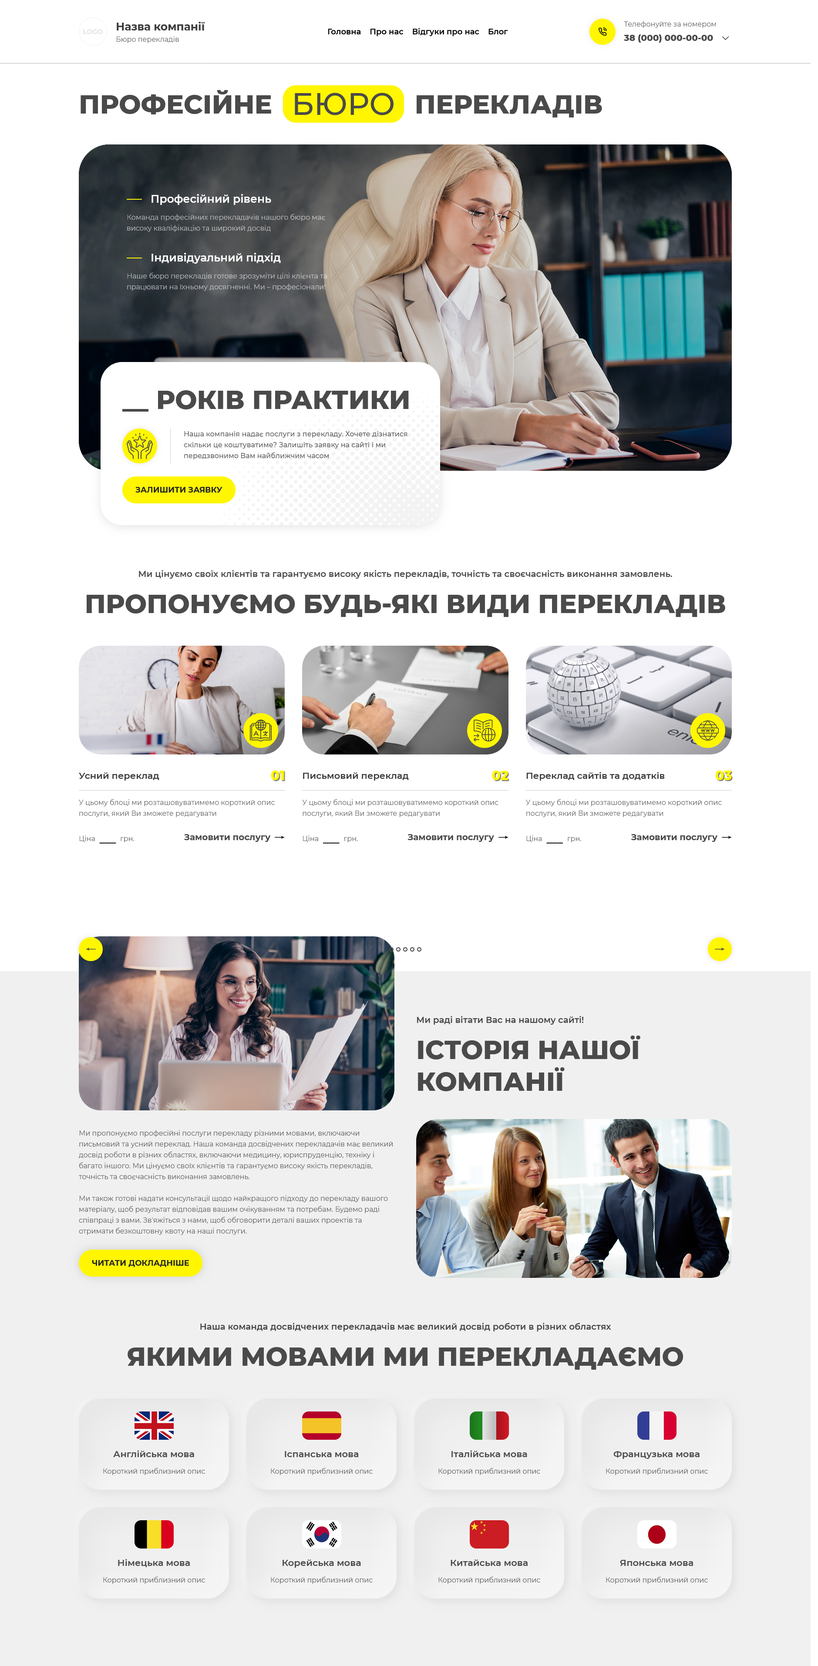 LOGO
Назва компанії
Бюро перекладів
Головна Про нас Відгуки про нас Блог
Телефонуйте за номером
38 (000) 000-00-00
ПРОФЕСІЙНЕ БЮРО ПЕРЕКЛАДІВ
Професійний рівень
Команда професійних перекладачів нашого бюро має
високу кваліфікацію та широкий досвід
Індивідуальний підхід
Наше бюро перекладів готове зрозуміти цілі клієнта та
працювати на їхньому досягненні. Ми – професіонали!
__ РОКІВ ПРАКТИКИ
Наша компанія надає послуги з перекладу. Хочете дізнатися
скільки це коштуватиме? Залишіть заявку на сайті і ми
передзвонимо Вам найближчим часом
ЗАЛИШИТИ ЗАЯВКУ
Ми цінуємо своїх клієнтів та гарантуємо високу якість перекладів, точність та своєчасність виконання замовлень.
ПРОПОНУЄМО БУДЬ-ЯКІ ВИДИ ПЕРЕКЛАДІВ
Усний переклад 01
У цьому блоці ми розташовуватимемо короткий опис
послуги, який Ви зможете редагувати
Ціна ___ грн. Замовити послугу
Письмовий переклад 02
У цьому блоці ми розташовуватимемо короткий опис
послуги, який Ви зможете редагувати
Ціна ___ грн. Замовити послугу
Переклад сайтів та додатків 03
У цьому блоці ми розташовуватимемо короткий опис
послуги, який Ви зможете редагувати
Ціна ___ грн. Замовити послугу
Ми раді вітати Вас на нашому сайті!
ІСТОРІЯ НАШОЇ
КОМПАНІЇ
Ми пропонуємо професійні послуги перекладу різними мовами, включаючи
письмовий та усний переклад. Наша команда досвідчених перекладачів має великий
досвід роботи в різних областях, включаючи медицину, юриспруденцію, техніку і
багато іншого. Ми цінуємо своїх клієнтів та гарантуємо високу якість перекладів,
точність та своєчасність виконання замовлень.
Ми також готові надати консультації щодо найкращого підходу до перекладу вашого
матеріалу, щоб результат відповідав вашим очікуванням та потребам. Будемо раді
співпраці з вами. Зв'яжіться з нами, щоб обговорити деталі ваших проектів та
отримати безкоштовну квоту на наші послуги.
ЧИТАТИ ДОКЛАДНІШЕ
Наша команда досвідчених перекладачів має великий досвід роботи в різних областях
ЯКИМИ МОВАМИ МИ ПЕРЕКЛАДАЄМО
Англійська мова
Короткий приблизний опис
Іспанська мова
Короткий приблизний опис
Італійська мова
Короткий приблизний опис
Французька мова
Короткий приблизний опис
Німецька мова
Короткий приблизний опис
Корейська мова
Короткий приблизний опис
Китайська мова
Короткий приблизний опис
Японська мова
Короткий приблизний опис